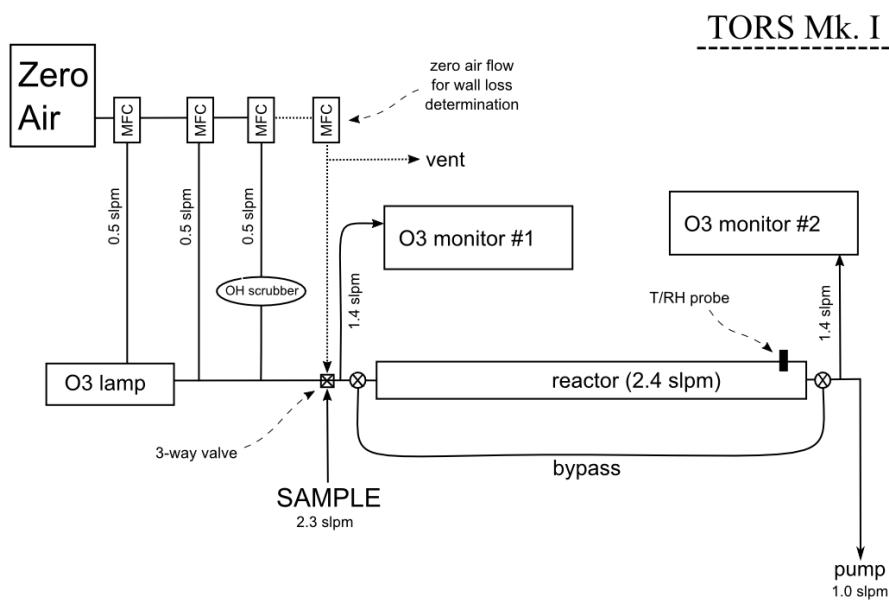 TORS Mk. I
Zero
Air
MFC
MFC
MFC
MFC
zero air flow
for wall loss
determination
vent
0.5 slpm
0.5 slpm
0.5 slpm
OH scrubber
O3 monitor #1
O3 monitor #2
1.4 slpm
T/RH probe
1.4 slpm
O3 lamp
reactor (2.4 slpm)
3-way valve
bypass
SAMPLE
2.3 slpm
pump
1.0 slpm